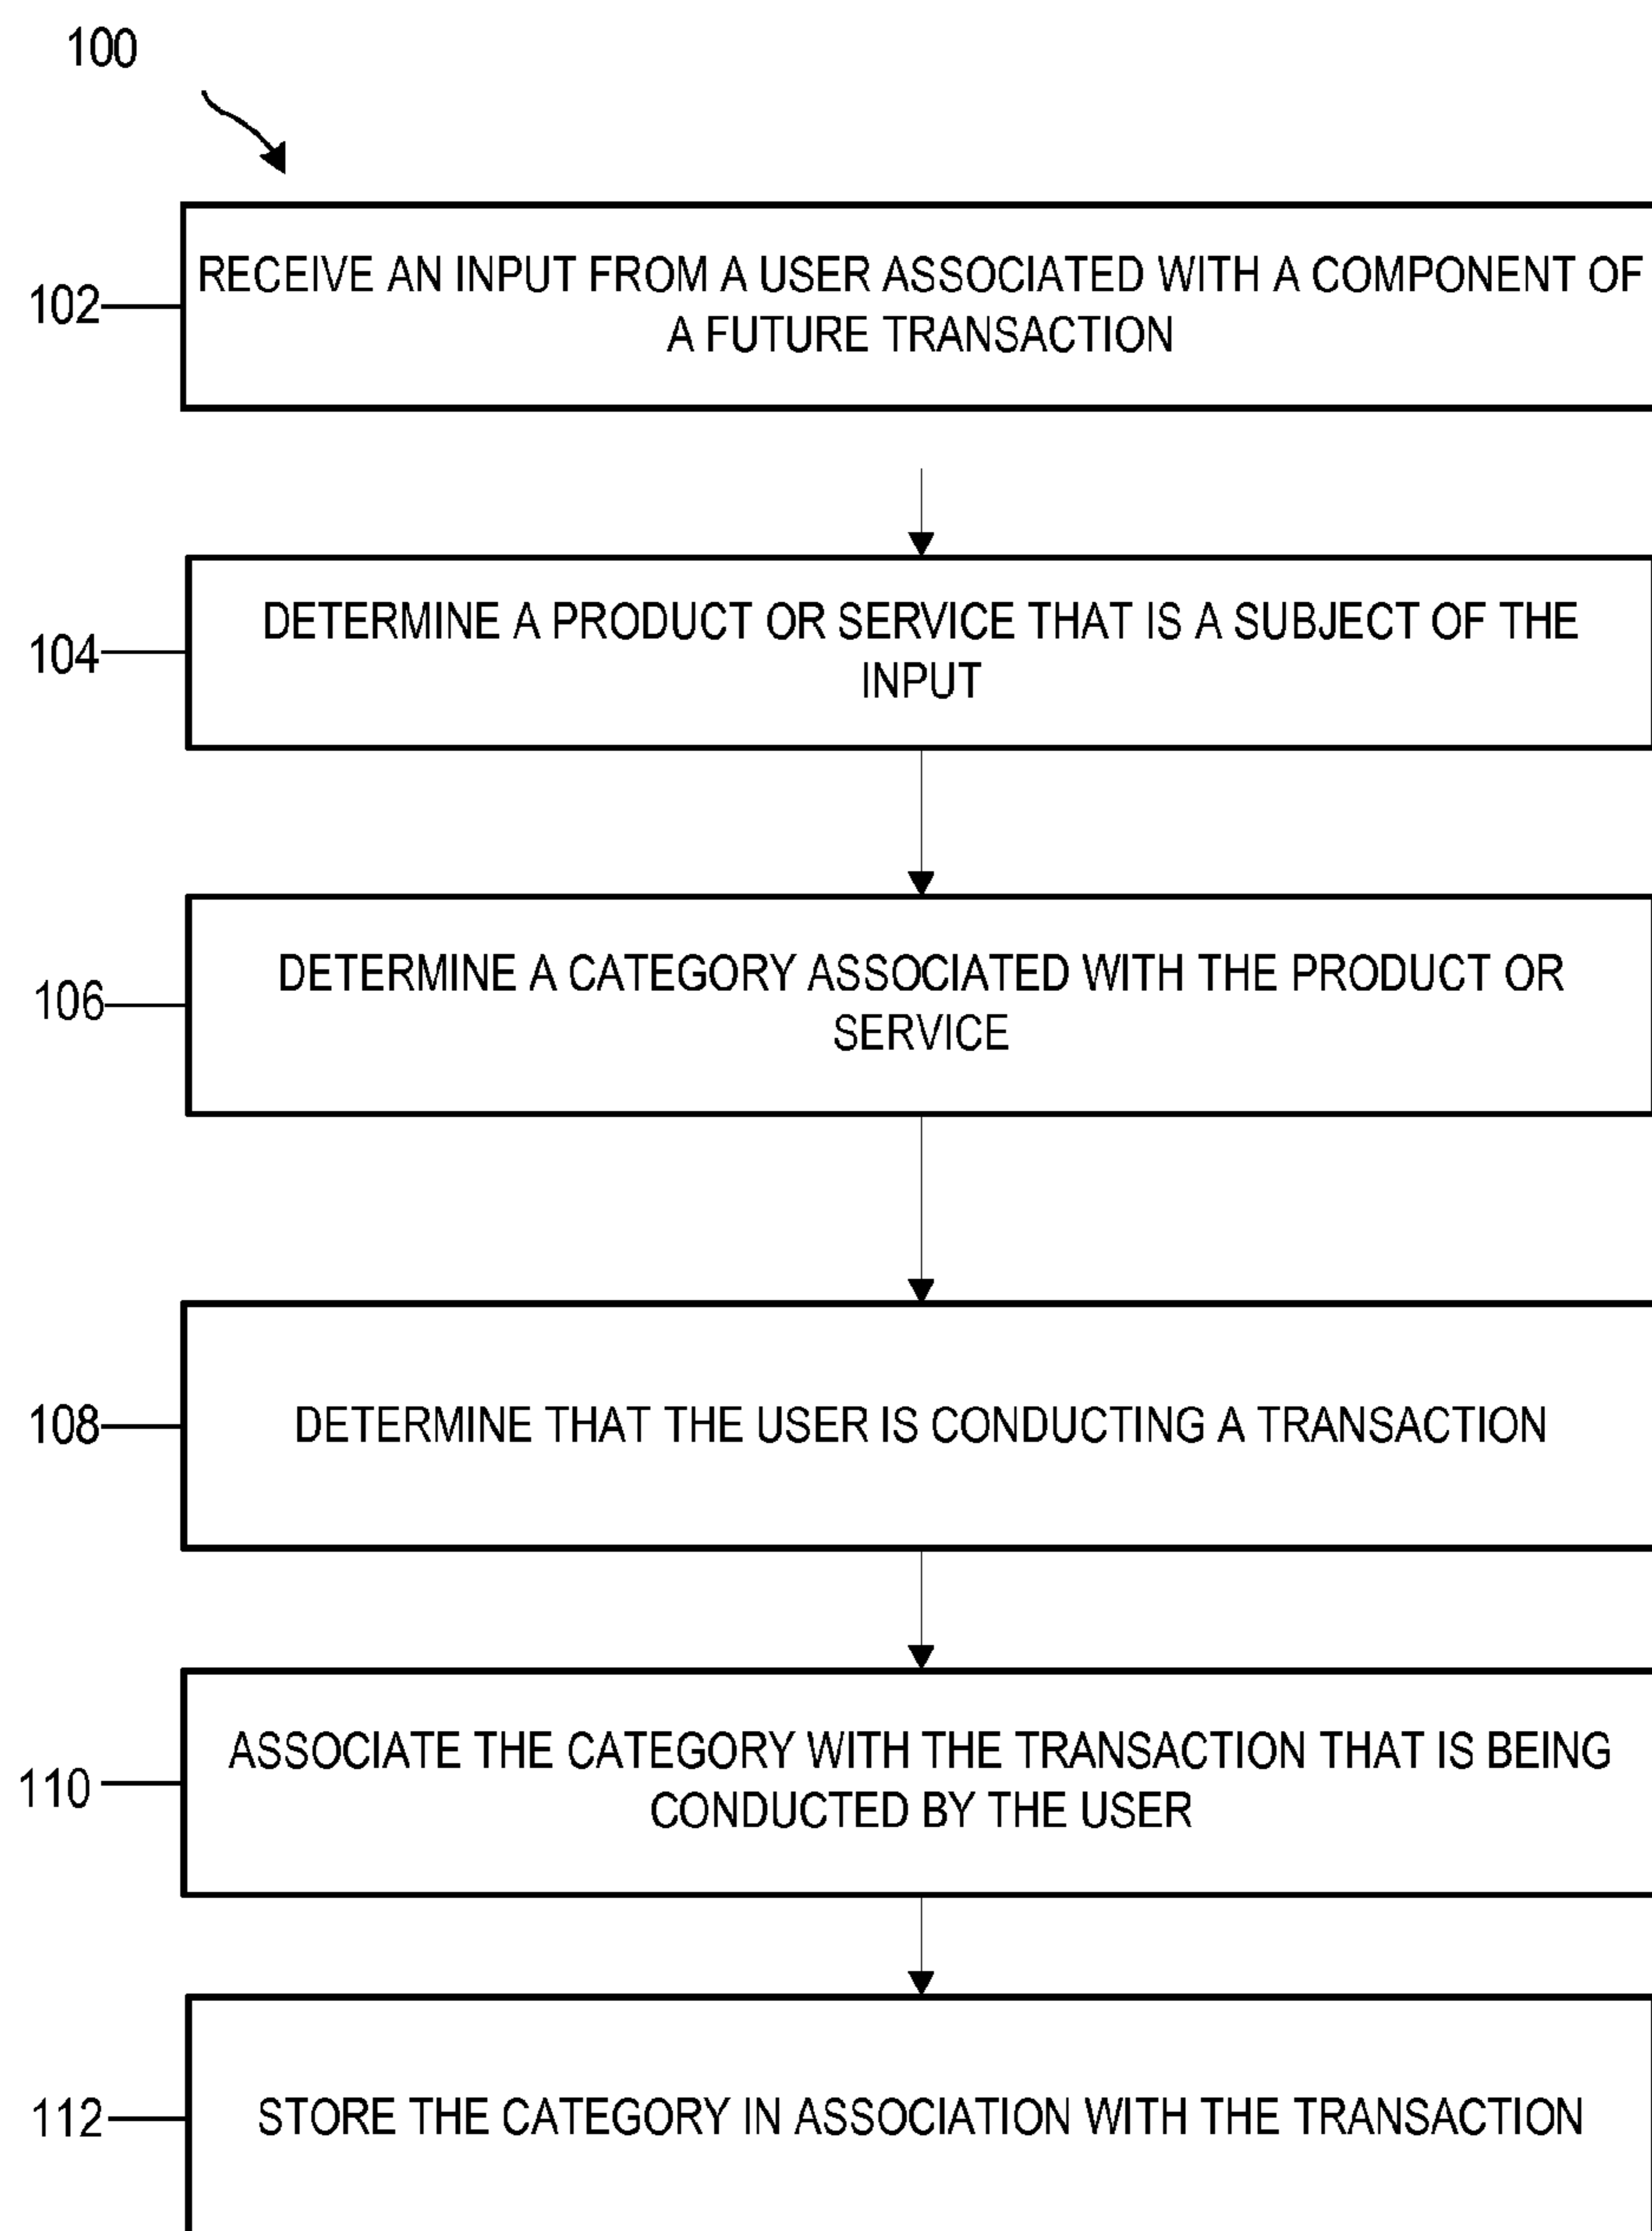 100
102
RECEIVE AN INPUT FROM A USER ASSOCIATED WITH A COMPONENT OF
A FUTURE TRANSACTION
104
DETERMINE A PRODUCT OR SERVICE THAT IS A SUBJECT OF THE
INPUT
106
DETERMINE A CATEGORY ASSOCIATED WITH THE PRODUCT OR
SERVICE
108
DETERMINE THAT THE USER IS CONDUCTING A TRANSACTION
110
ASSOCIATE THE CATEGORY WITH THE TRANSACTION THAT IS BEING
CONDUCTED BY THE USER
112
STORE THE CATEGORY IN ASSOCIATION WITH THE TRANSACTION